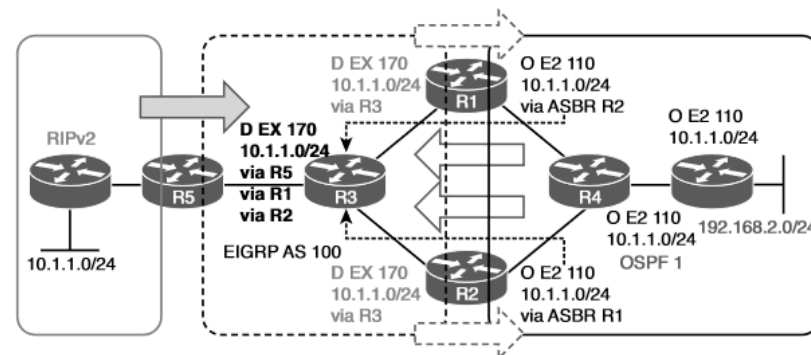 D EX 170
10.1.1.0/24
via R3
R1
O E2 110
10.1.1.0/24
via ASBR R2
RIPv2
D EX 170
10.1.1.0/24
via R5
via R1
via R2
O E2 110
10.1.1.0/24
R5
R3
R4
10.1.1.0/24
EIGRP AS 100
O E2 110
10.1.1.0/24
OSPF 1
192.168.2.0/24
D EX 170
10.1.1.0/24
via R3
R2
O E2 110
10.1.1.0/24
via ASBR R1